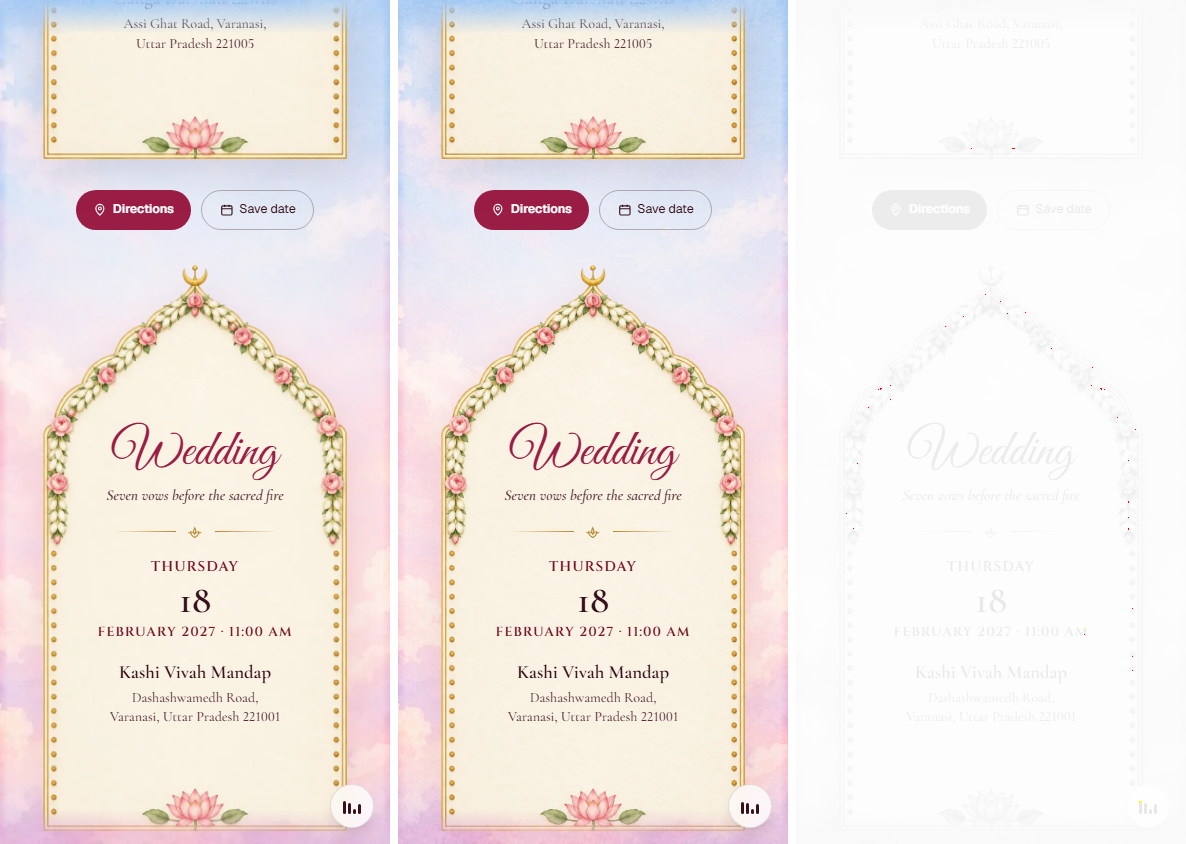 Assi Ghat Road, Varanasi,
Uttar Pradesh 221005
Directions
Save date
Wedding
Seven vows before the sacred fire
THURSDAY
18
FEBRUARY 2027 · 11:00 AM
Kashi Vivah Mandap
Dashashwamedh Road,
Varanasi, Uttar Pradesh 221001
Assi Ghat Road, Varanasi,
Uttar Pradesh 221005
Directions
Save date
Wedding
Seven vows before the sacred fire
THURSDAY
18
FEBRUARY 2027 · 11:00 AM
Kashi Vivah Mandap
Dashashwamedh Road,
Varanasi, Uttar Pradesh 221001
Assi Ghat Road, Varanasi,
Uttar Pradesh 221005
Directions
Save date
Wedding
Seven vows before the sacred fire
THURSDAY
18
FEBRUARY 2027 · 11:00 AM
Kashi Vivah Mandap
Dashashwamedh Road,
Varanasi, Uttar Pradesh 221001